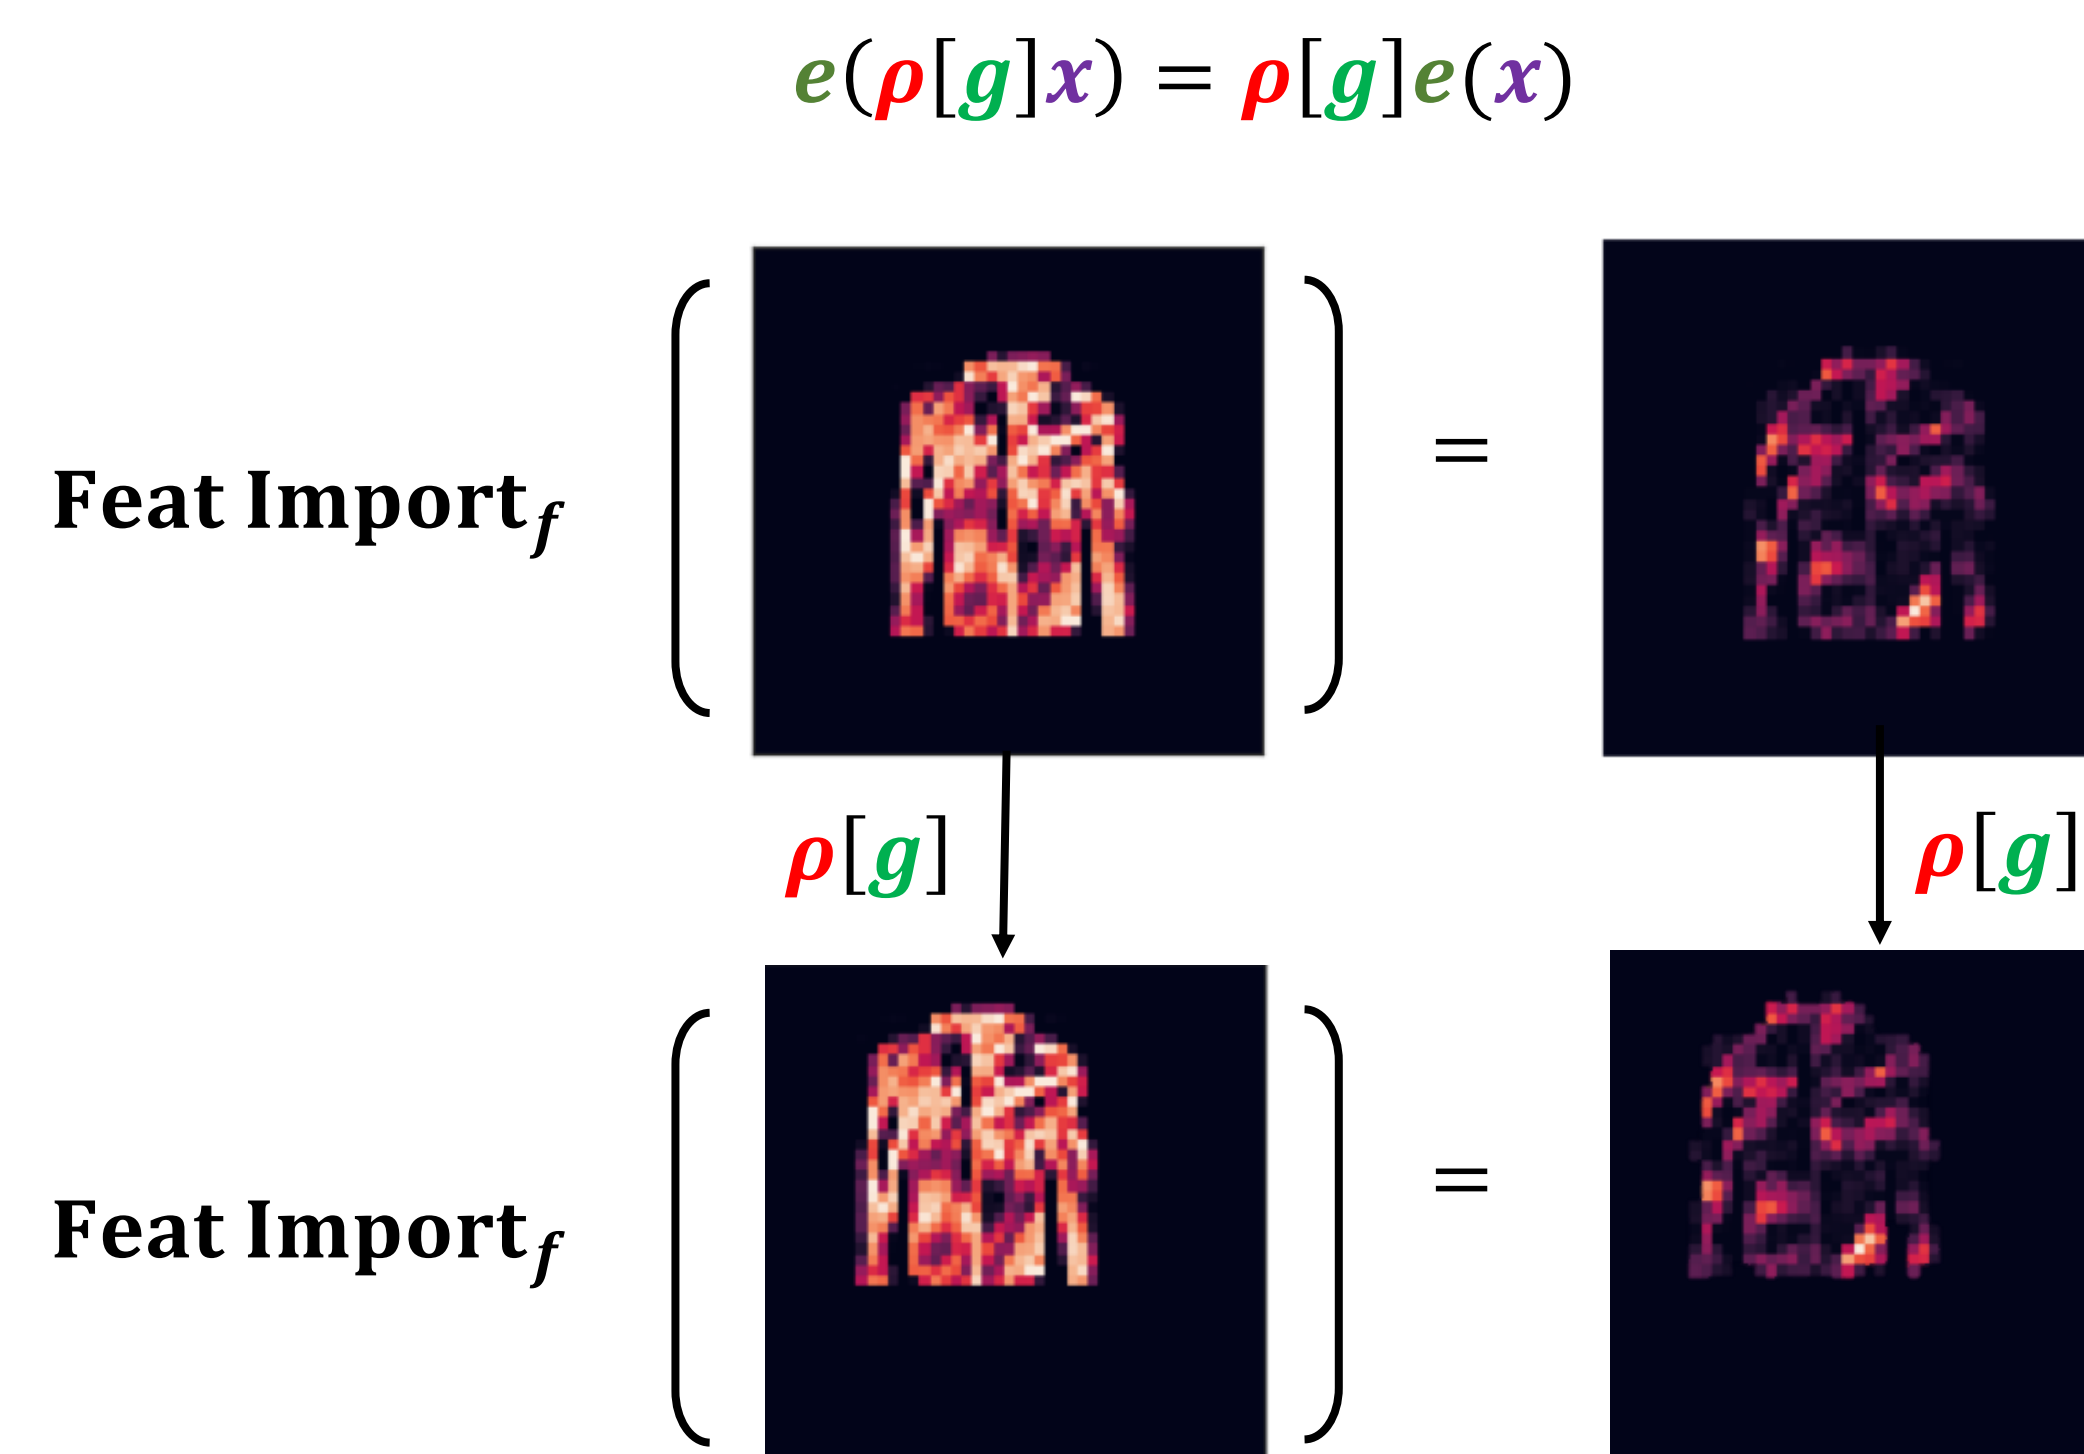 e(ρ[g]x) = ρ[g]e(x)
Feat Import_f ( ) =
ρ[g] ρ[g]
Feat Import_f ( ) =